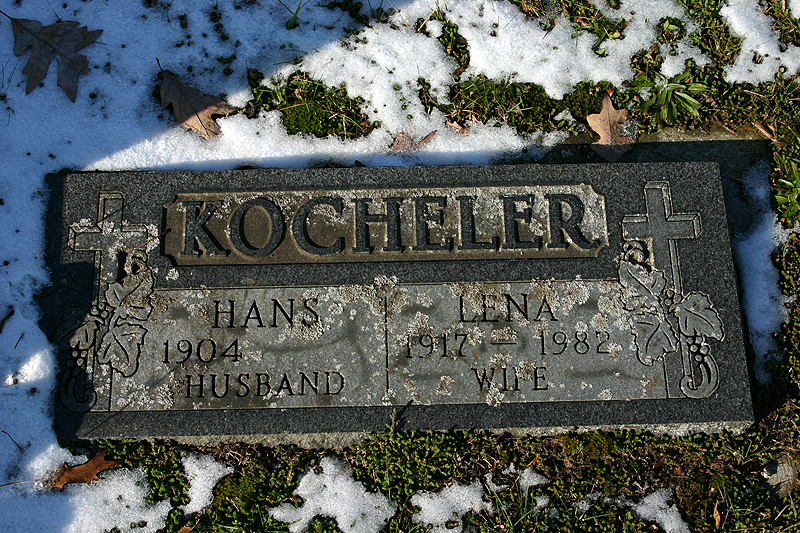 KOCHELER
HANS
1904
HUSBAND
LENA
1917 — 1982
WIFE